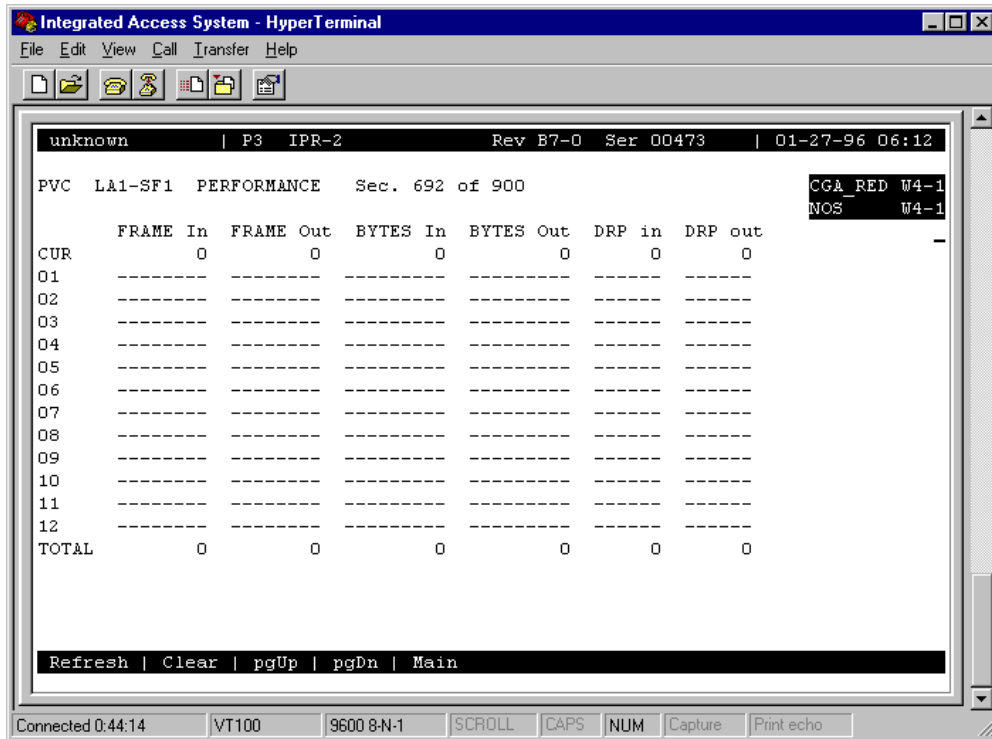 Integrated Access System - HyperTerminal
File Edit View Call Transfer Help
unknown | P3 IPR-2 Rev B7-0 Ser 00473 | 01-27-96 06:12
PVC LA1-SF1 PERFORMANCE Sec. 692 of 900 CGA_RED W4-1
NOS W4-1
FRAME In FRAME Out BYTES In BYTES Out DRP in DRP out
CUR 0 0 0 0 0 0
01 -------- -------- --------- --------- ------ ------
02 -------- -------- --------- --------- ------ ------
03 -------- -------- --------- --------- ------ ------
04 -------- -------- --------- --------- ------ ------
05 -------- -------- --------- --------- ------ ------
06 -------- -------- --------- --------- ------ ------
07 -------- -------- --------- --------- ------ ------
08 -------- -------- --------- --------- ------ ------
09 -------- -------- --------- --------- ------ ------
10 -------- -------- --------- --------- ------ ------
11 -------- -------- --------- --------- ------ ------
12 -------- -------- --------- --------- ------ ------
TOTAL 0 0 0 0 0 0
Refresh | Clear | pgUp | pgDn | Main
Connected 0:44:14 VT100 9600 8-N-1 SCROLL CAPS NUM Capture Print echo